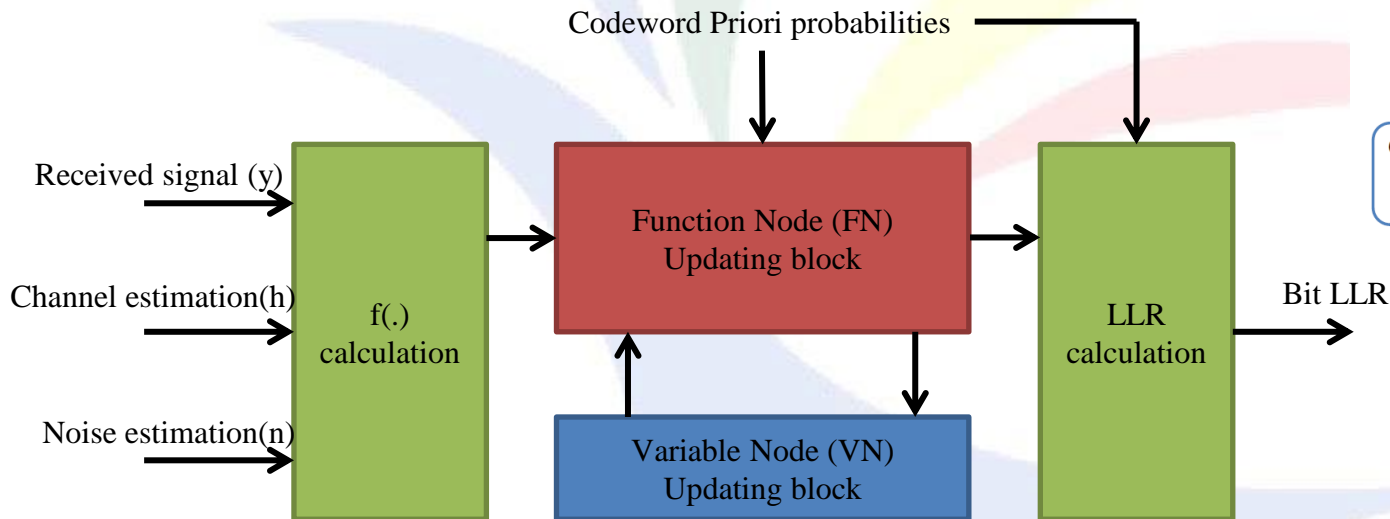 Codeword Priori probabilities
Received signal (y)
Channel estimation(h)
Noise estimation(n)
f(.)
calculation
Function Node (FN)
Updating block
Variable Node (VN)
Updating block
LLR
calculation
Bit LLR